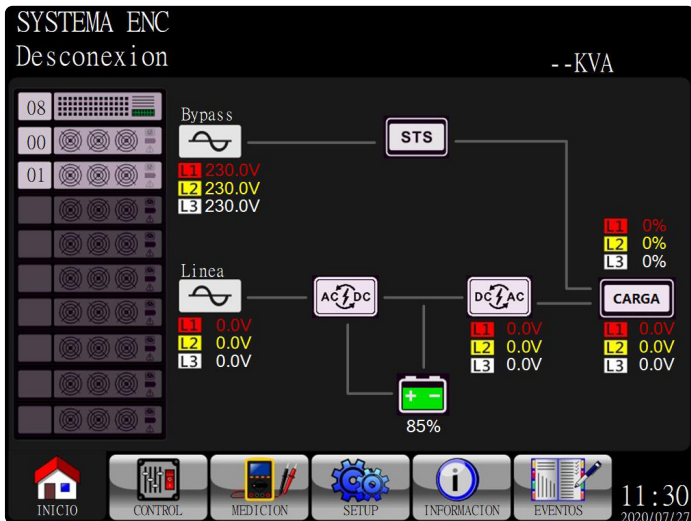 SYSTEMA ENC
Desconexion
--KVA
08
00
01
Bypass
L1 230.0V
L2 230.0V
L3 230.0V
STS
L1 0%
L2 0%
L3 0%
Linea
AC DC
DC AC
CARGA
L1 0.0V
L2 0.0V
L3 0.0V
L1 0.0V
L2 0.0V
L3 0.0V
L1 0.0V
L2 0.0V
L3 0.0V
+ -
85%
INICIO
CONTROL
MEDICION
SETUP
i
INFORMACION
EVENTOS
11:30
2020/07/27